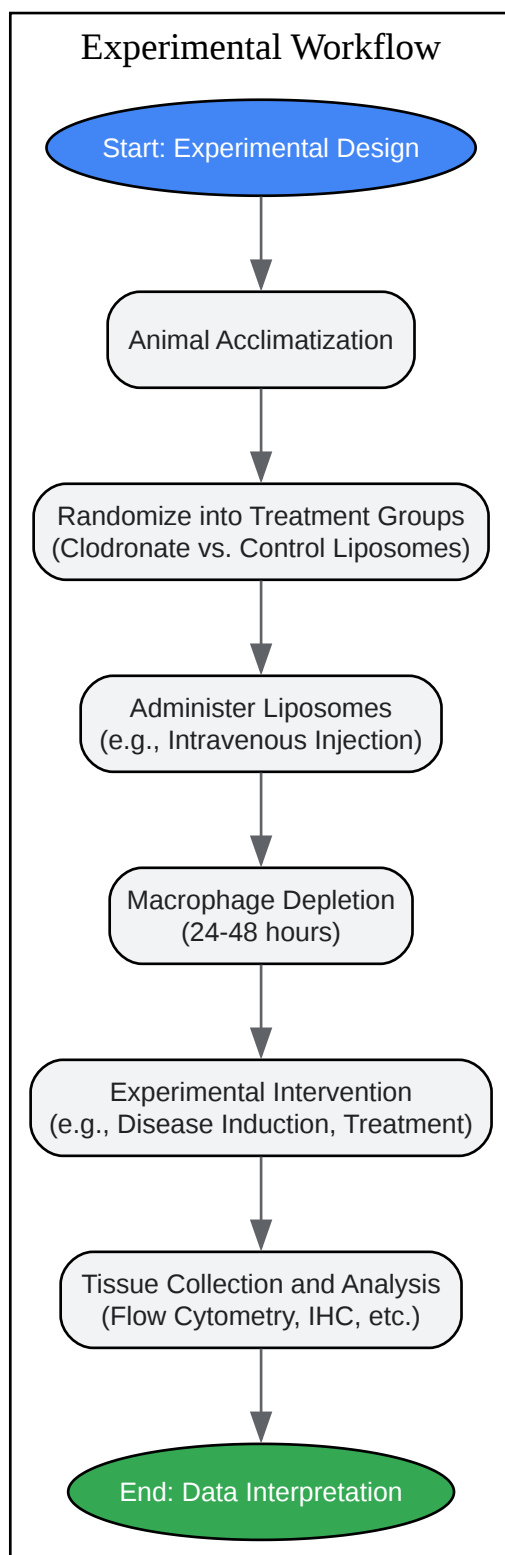 Experimental Workflow
Start: Experimental Design
Animal Acclimatization
Randomize into Treatment Groups
(Clodronate vs. Control Liposomes)
Administer Liposomes
(e.g., Intravenous Injection)
Macrophage Depletion
(24-48 hours)
Experimental Intervention
(e.g., Disease Induction, Treatment)
Tissue Collection and Analysis
(Flow Cytometry, IHC, etc.)
End: Data Interpretation